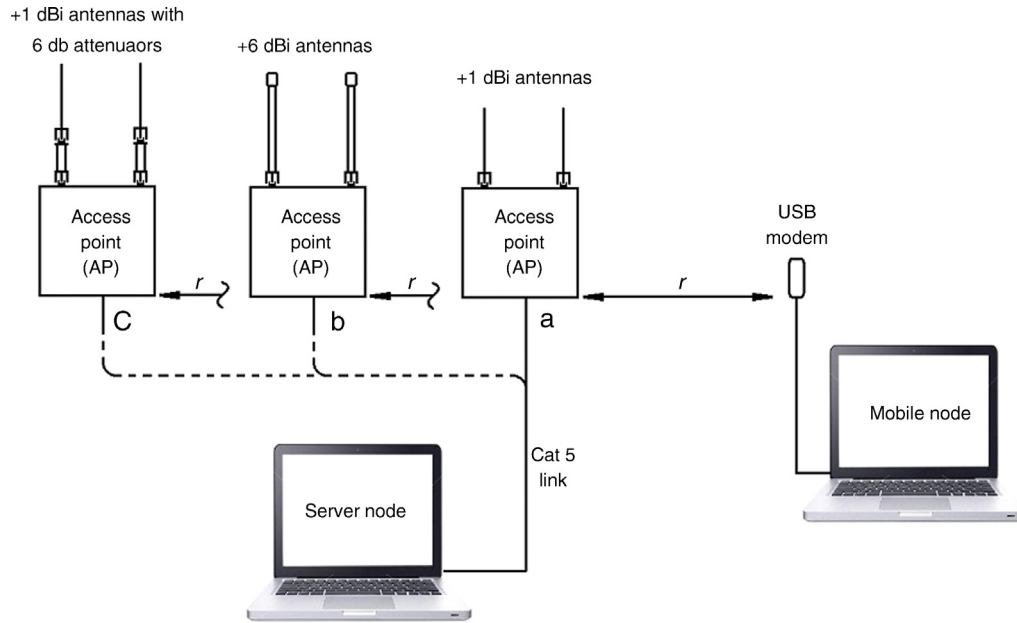 +1 dBi antennas with
6 db attenuaors
+6 dBi antennas
+1 dBi antennas
Access
point
(AP)
Access
point
(AP)
Access
point
(AP)
USB
modem
r
r
r
C
b
a
Mobile node
Cat 5
link
Server node